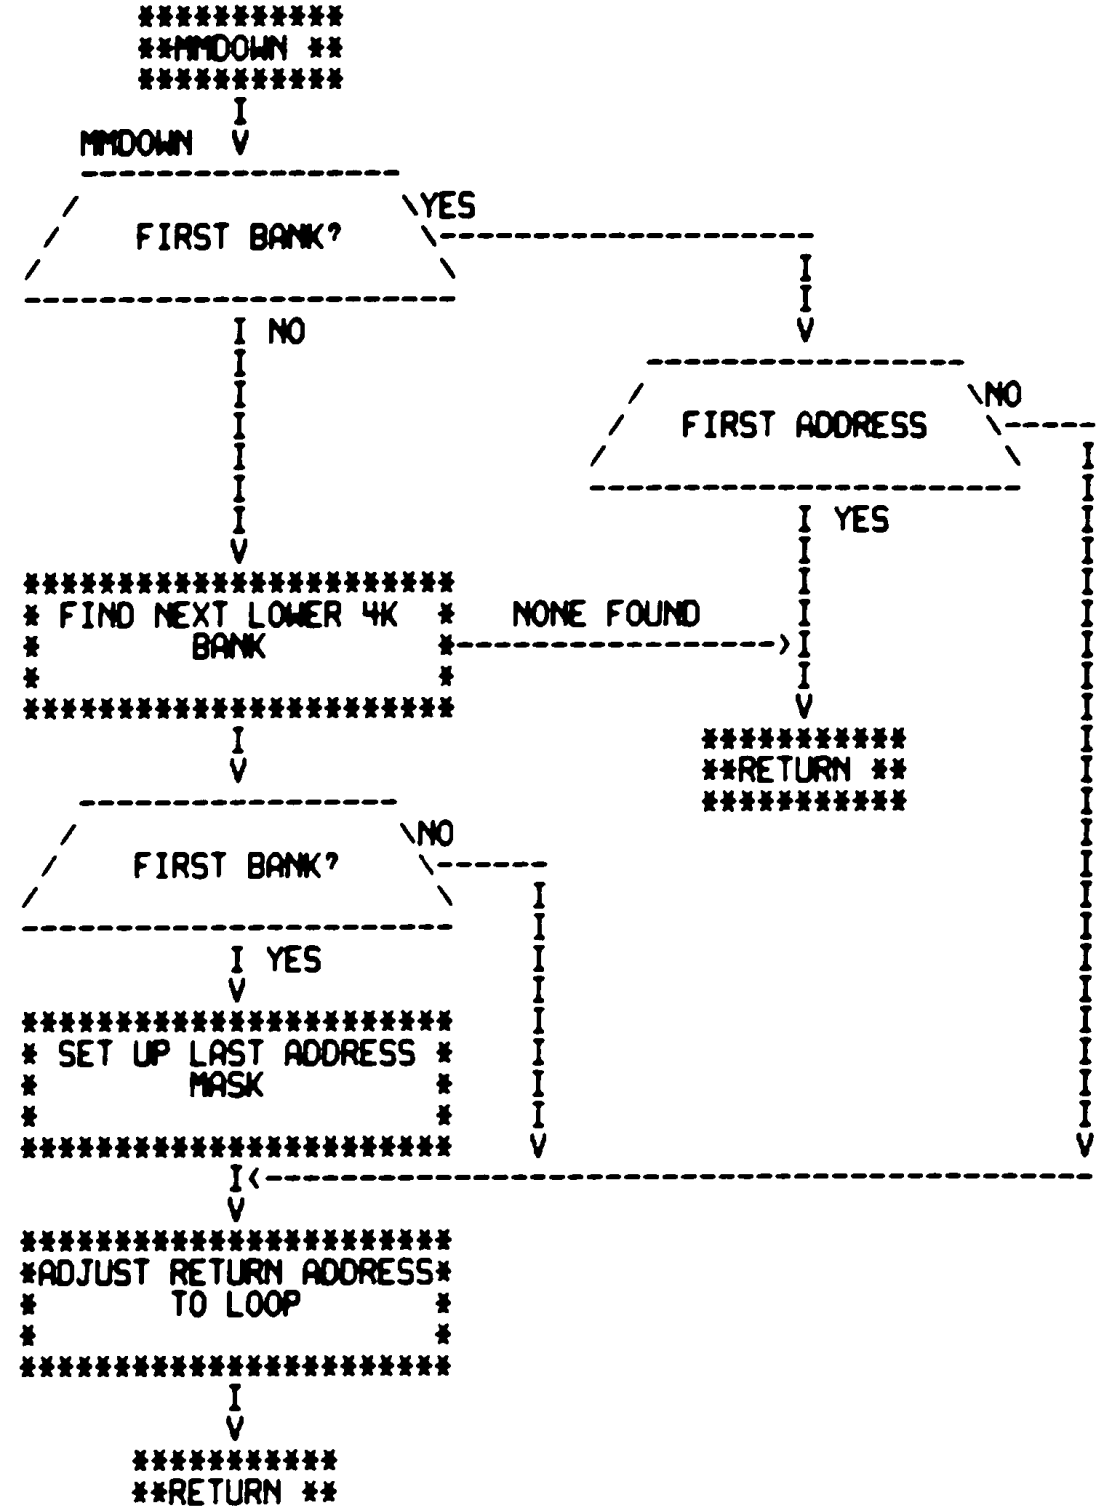 **MMDOWN **
MMDOWN
FIRST BANK?
YES
NO
FIRST ADDRESS
NO
YES
FIND NEXT LOWER 4K
BANK
NONE FOUND
**RETURN **
FIRST BANK?
NO
YES
SET UP LAST ADDRESS
MASK
ADJUST RETURN ADDRESS
TO LOOP
**RETURN **